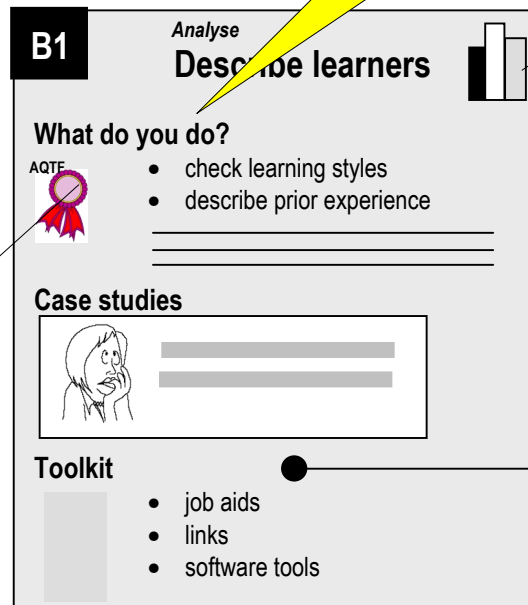 B1
Analyse
Describe learners
What do you do?
AQTF
• check learning styles
• describe prior experience
Case studies
Toolkit
• job aids
• links
• software tools